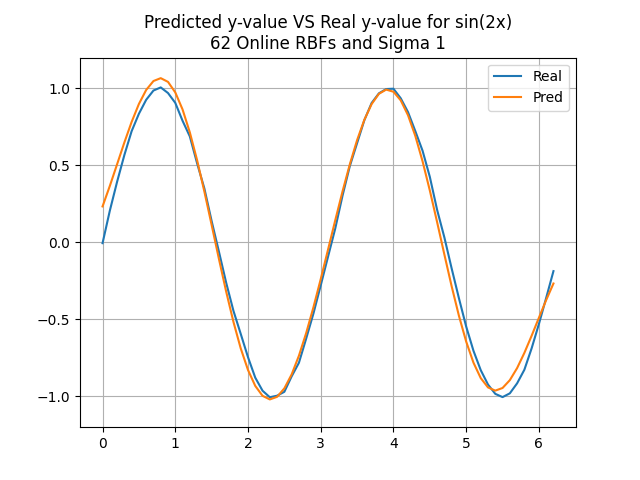 Predicted y-value VS Real y-value for sin(2x)
62 Online RBFs and Sigma 1
Real
Pred
1.0
0.5
0.0
−0.5
−1.0
0 1 2 3 4 5 6